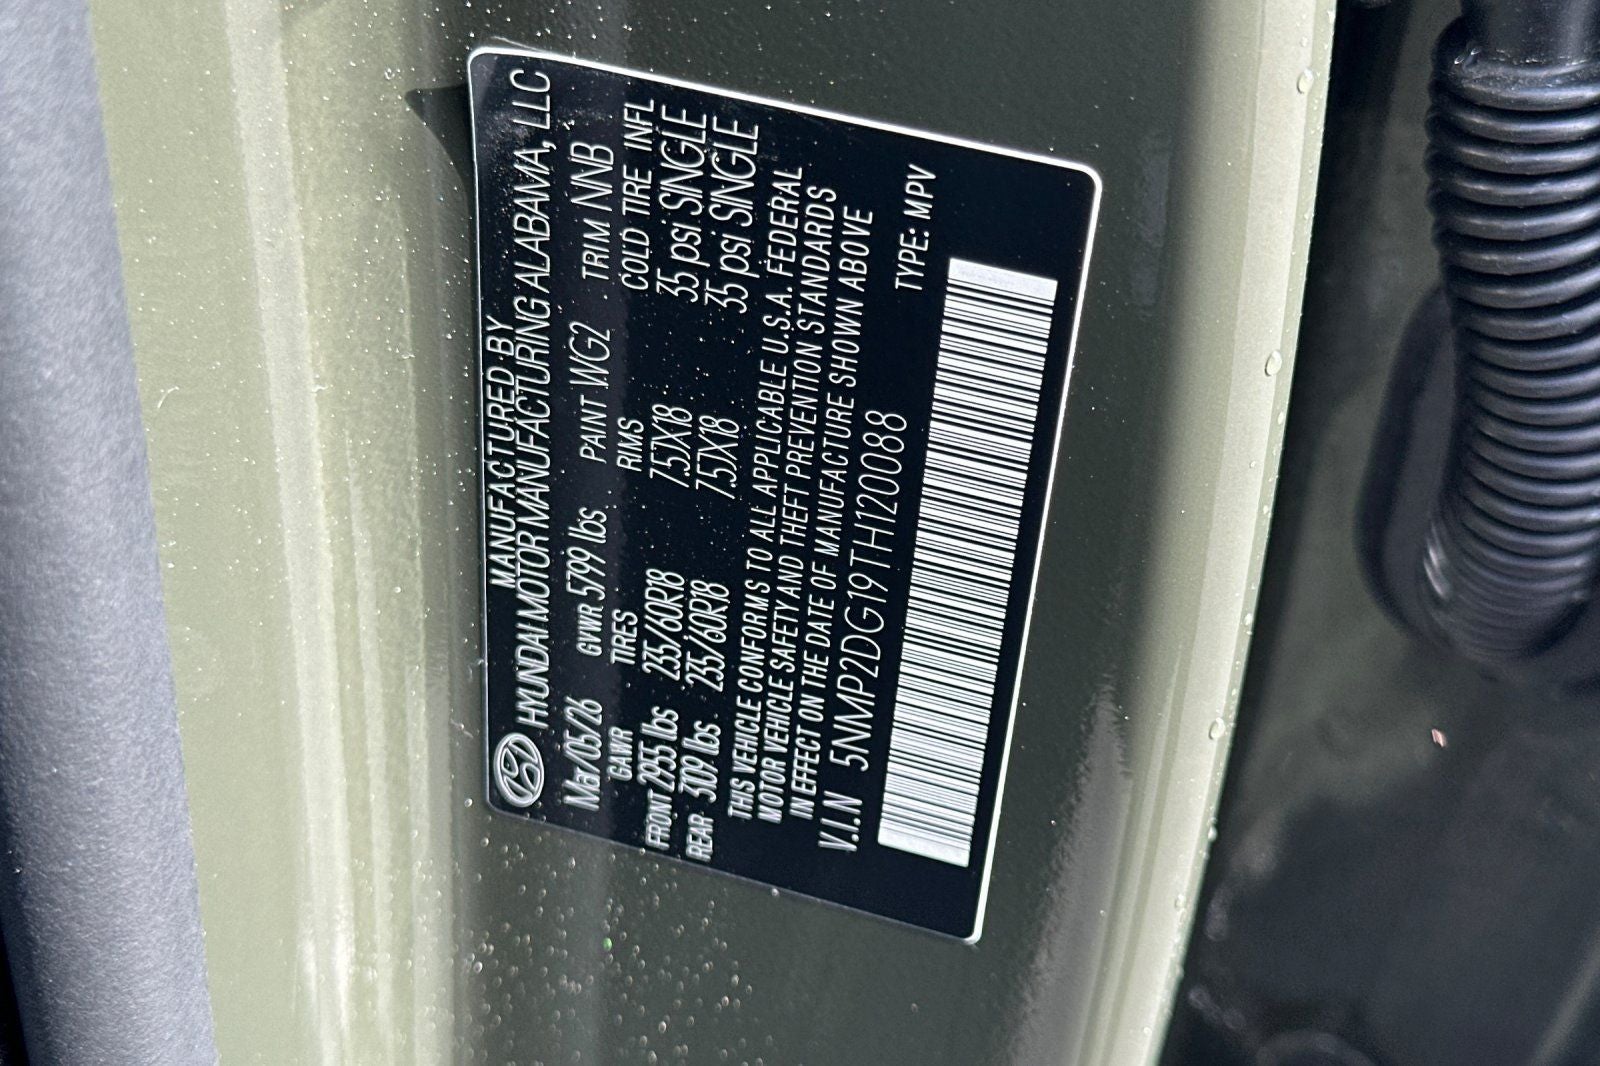 MANUFACTURED BY
HYUNDAI MOTOR MANUFACTURING ALABAMA, LLC
Mar/05/26 GVWR 5799 lbs PAINT WG2 TRIM NNB
GAWR TIRES RIMS COLD TIRE INFL
FRONT 2955 lbs 235/60R18 7.5JX18 35 psi SINGLE
REAR 3109 lbs 235/60R18 7.5JX18 35 psi SINGLE
THIS VEHICLE CONFORMS TO ALL APPLICABLE U.S.A. FEDERAL
MOTOR VEHICLE SAFETY AND THEFT PREVENTION STANDARDS
IN EFFECT ON THE DATE OF MANUFACTURE SHOWN ABOVE
V.I.N 5NMP2DG19TH120088 TYPE: MPV